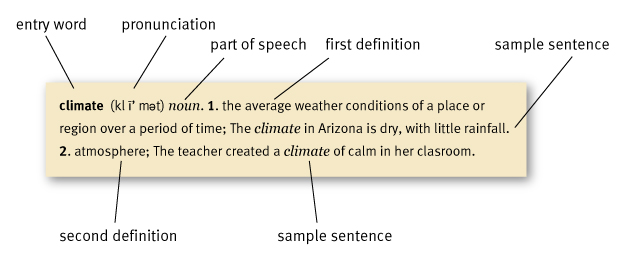 entry word
pronunciation
part of speech
first definition
sample sentence
climate (kl ī' mət) noun. 1. the average weather conditions of a place or
region over a period of time; The climate in Arizona is dry, with little rainfall.
2. atmosphere; The teacher created a climate of calm in her clasroom.
second definition
sample sentence